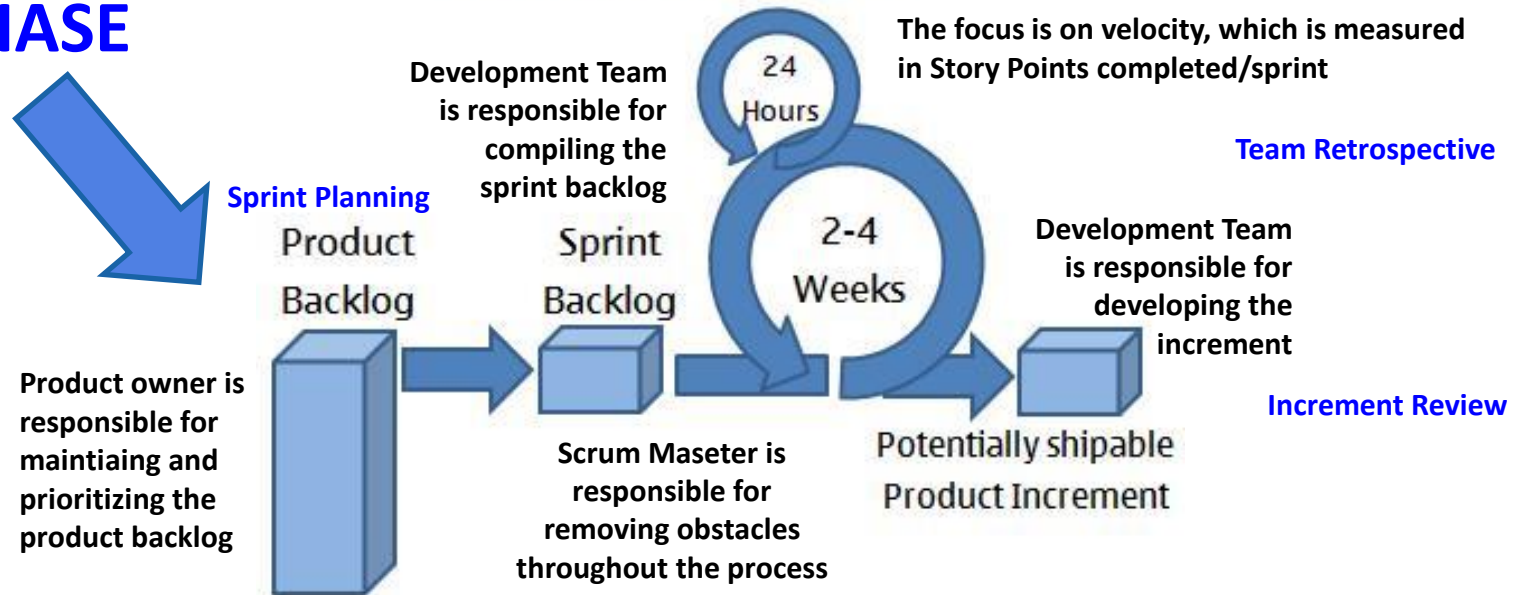 HASE
The focus is on velocity, which is measured
in Story Points completed/sprint
Development Team
is responsible for
compiling the
sprint backlog
24
Hours
Team Retrospective
Sprint Planning
Product
Backlog
Sprint
Backlog
2-4
Weeks
Development Team
is responsible for
developing the
increment
Product owner is
responsible for
maintiaing and
prioritizing the
product backlog
Scrum Maseter is
responsible for
removing obstacles
throughout the process
Potentially shipable
Product Increment
Increment Review